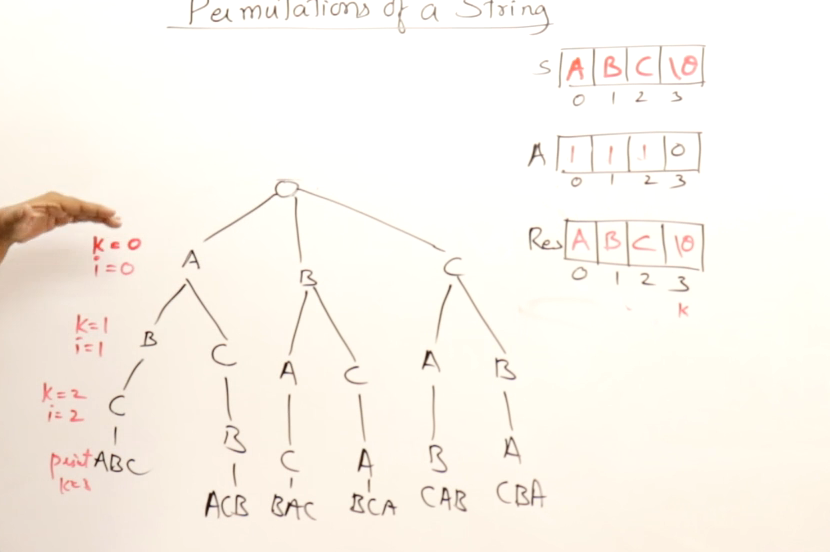 Permutations of a String
S A B C \0
0 1 2 3
A 1 1 1 0
0 1 2 3
Res A B C \0
0 1 2 3
k
k=0
i=0
A B C
k=1
i=1
B C A C A B
k=2
i=2
C B C A B A
print ABC
ACB BAC BCA CAB CBA